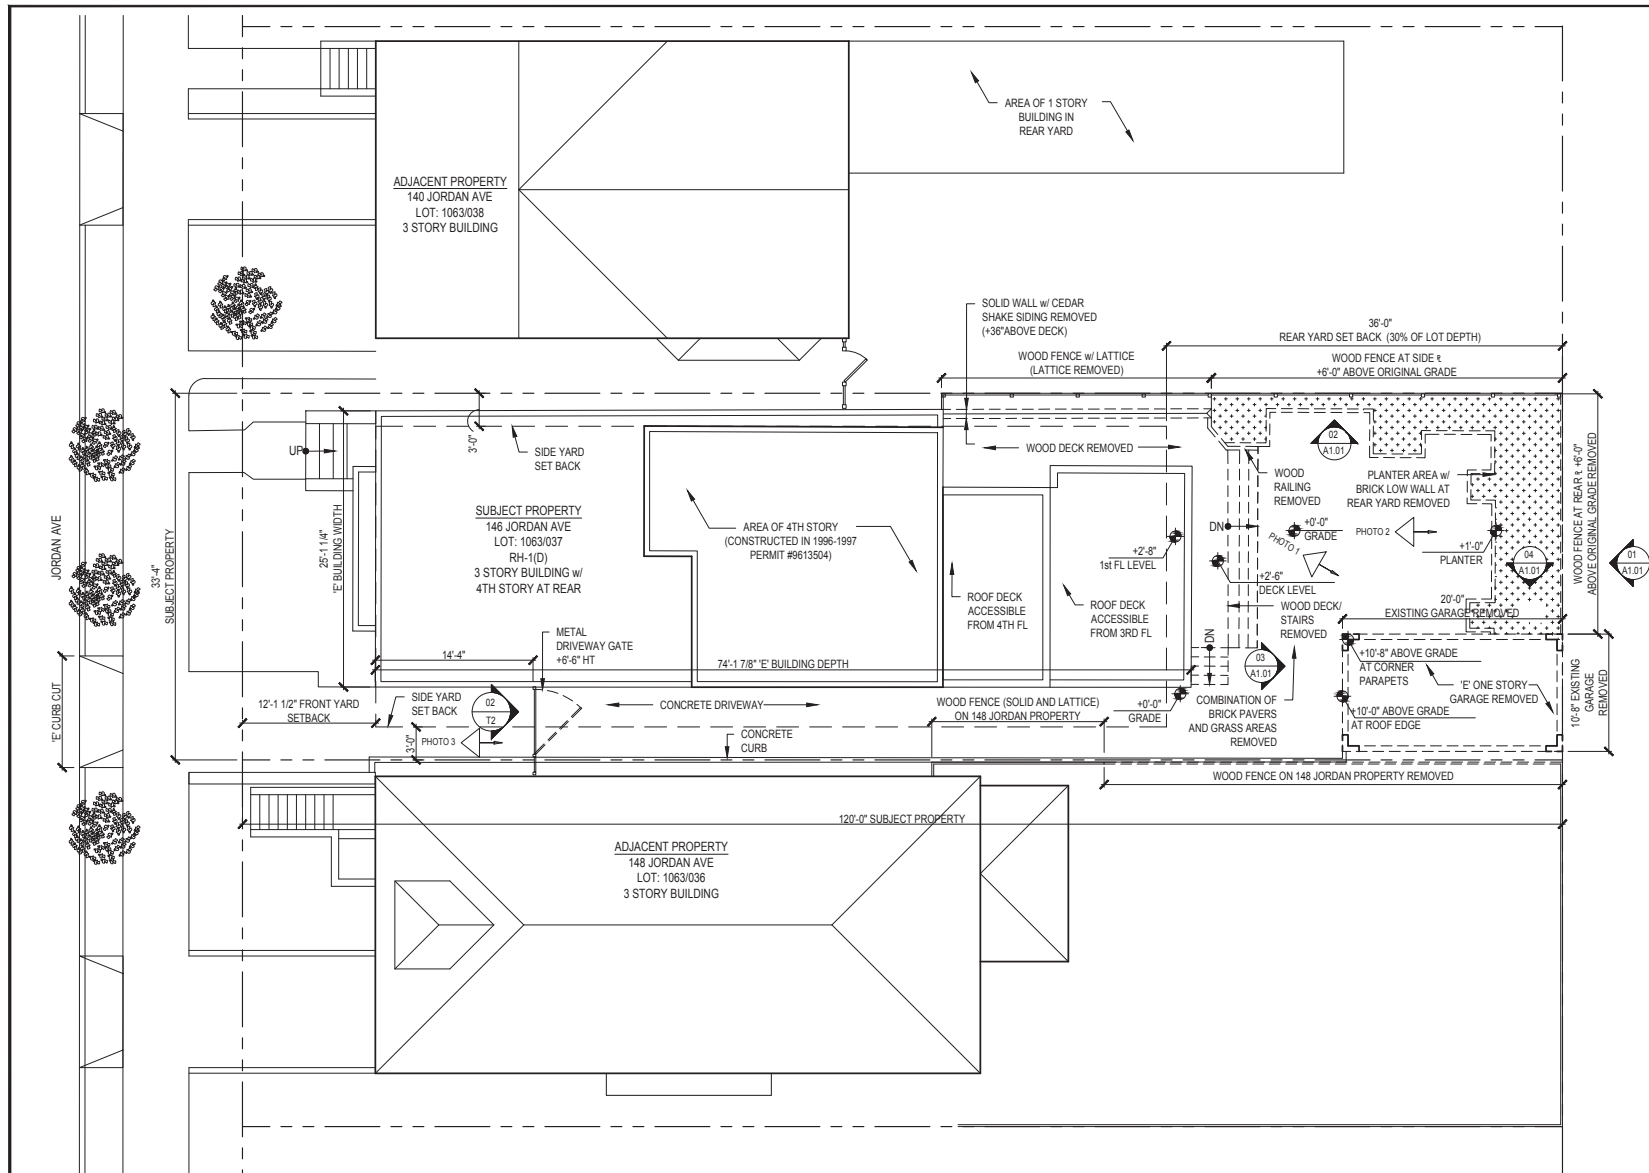 AREA OF 1 STORY
BUILDING IN
REAR YARD
ADJACENT PROPERTY
140 JORDAN AVE
LOT: 1063/038
3 STORY BUILDING
SOLID WALL w/ CEDAR
SHAKE SIDING REMOVED
(+36"ABOVE DECK)
36'-0"
REAR YARD SET BACK (30% OF LOT DEPTH)
WOOD FENCE w/ LATTICE
(LATTICE REMOVED)
WOOD FENCE AT SIDE
+6'-0" ABOVE ORIGINAL GRADE
3'-0"
SIDE YARD
SET BACK
WOOD DECK REMOVED
UP
WOOD
RAILING
REMOVED
02
A1.01
PLANTER AREA w/
BRICK LOW WALL AT
REAR YARD REMOVED
WOOD FENCE AT REAR +6'-0"
ABOVE ORIGINAL GRADE REMOVED
JORDAN AVE
33'-4"
SUBJECT PROPERTY
25'-1 1/4"
'E' BUILDING WIDTH
SUBJECT PROPERTY
146 JORDAN AVE
LOT: 1063/037
RH-1(D)
3 STORY BUILDING w/
4TH STORY AT REAR
AREA OF 4TH STORY
(CONSTRUCTED IN 1996-1997
PERMIT #9613504)
DN
+0'-0"
GRADE
PHOTO 1
PHOTO 2
+1'-0"
PLANTER
04
A1.01
01
A1.01
+2'-8"
1st FL LEVEL
+2'-6"
DECK LEVEL
ROOF DECK
ACCESSIBLE
FROM 4TH FL
ROOF DECK
ACCESSIBLE
FROM 3RD FL
WOOD DECK/
STAIRS
REMOVED
20'-0"
EXISTING GARAGE REMOVED
METAL
DRIVEWAY GATE
+6'-6" HT
DN
14'-4"
74'-1 7/8" 'E' BUILDING DEPTH
03
A1.01
+10'-8" ABOVE GRADE
AT CORNER
PARAPETS
'E' ONE STORY
GARAGE REMOVED
10'-8" EXISTING
GARAGE
REMOVED
'E' CURB CUT
12'-1 1/2" FRONT YARD
SETBACK
SIDE YARD
SET BACK
02
T2
CONCRETE DRIVEWAY
WOOD FENCE (SOLID AND LATTICE)
ON 148 JORDAN PROPERTY
+0'-0"
GRADE
COMBINATION OF
BRICK PAVERS
AND GRASS AREAS
REMOVED
+10'-0" ABOVE GRADE
AT ROOF EDGE
3'-0"
PHOTO 3
CONCRETE
CURB
WOOD FENCE ON 148 JORDAN PROPERTY REMOVED
120'-0" SUBJECT PROPERTY
ADJACENT PROPERTY
148 JORDAN AVE
LOT: 1063/036
3 STORY BUILDING